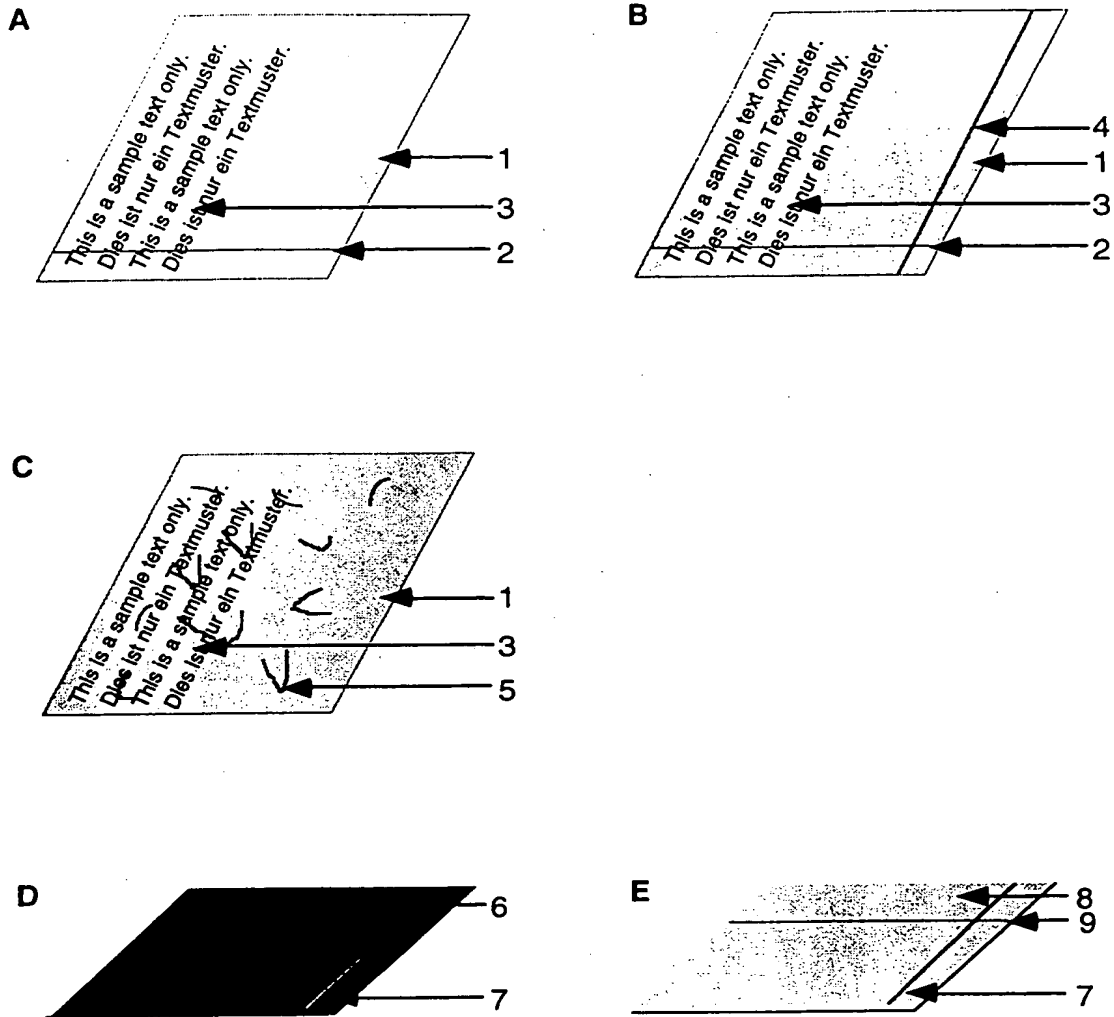 A
This is a sample text only.
Dies ist nur ein Textmuster.
This is a sample text only.
Dies ist nur ein Textmuster.
1
3
2
B
This is a sample text only.
Dies ist nur ein Textmuster.
This is a sample text only.
Dies ist nur ein Textmuster.
4
1
3
2
C
This is a sample text only.
Dies ist nur ein Textmuster.
This is a sample text only.
Dies ist nur ein Textmuster.
1
3
5
D
6
7
E
8
9
7